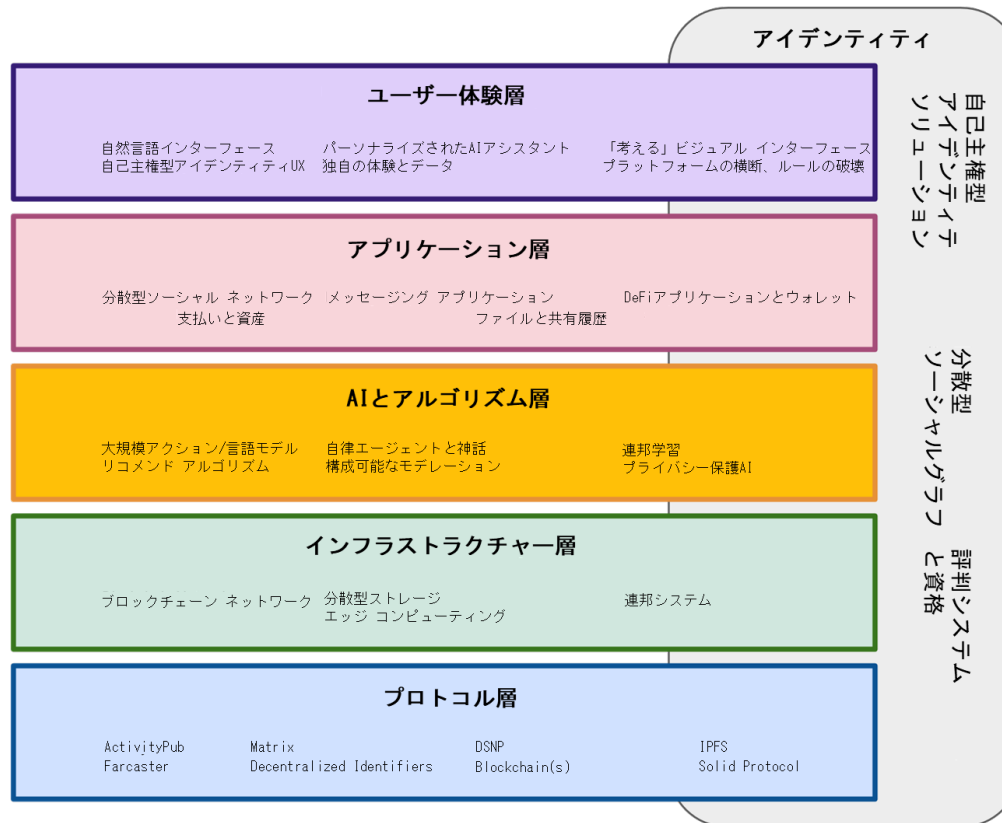 アイデンティティ
ユーザー体験層
自然言語インターフェース
自己主権型アイデンティティUX
パーソナライズされたAIアシスタント
独自の体験とデータ
「考える」ビジュアル インターフェース
プラットフォームの横断、ルールの破壊
アプリケーション層
分散型ソーシャル ネットワーク
メッセージング アプリケーション
DeFiアプリケーションとウォレット
支払いと資産
ファイルと共有履歴
AIとアルゴリズム層
大規模アクション/言語モデル
リコメンド アルゴリズム
自律エージェントと神話
構成可能なモデレーション
連邦学習
プライバシー保護AI
インフラストラクチャー層
ブロックチェーン ネットワーク
分散型ストレージ
エッジ コンピューティング
連邦システム
プロトコル層
ActivityPub
Farcaster
Matrix
Decentralized Identifiers
DSNP
Blockchain(s)
IPFS
Solid Protocol
自己主権型
アイデンティテ
ソリューション
分散型
ソーシャルグラフ
評判システム
と資格